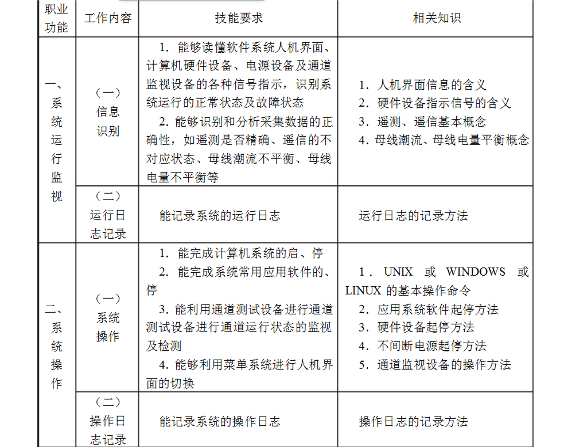 职业
功能
工作内容
技能要求
相关知识
一、
系
统
运
行
监
视
（一）
信息
识别
1．能够读懂软件系统人机界面、
计算机硬件设备、电源设备及通道
监视设备的各种信号指示，识别系
统运行的正常状态及故障状态
2．能够识别和分析采集数据的正
确性，如遥测是否精确、遥信的不
对应状态、母线潮流不平衡、母线
电量不平衡等
1．人机界面信息的含义
2．硬件设备指示信号的含义
3．遥测、遥信基本概念
4．母线潮流、母线电量平衡概念
（二）
运行日
志记录
能记录系统的运行日志
运行日志的记录方法
二、
系
统
操
作
（一）
系统
操作
1．能完成计算机系统的启、停
2．能完成系统常用应用软件的、
停
3．能利用通道测试设备进行通道
测试设备进行通道运行状态的监视
及检测
4．能够利用菜单系统进行人机界
面的切换
1．UNIX 或 WINDOWS 或
LINUX 的基本操作命令
2．应用系统软件起停方法
3．硬件设备起停方法
4．不间断电源起停方法
5．通道监视设备的操作方法
（二）
操作日
志记录
能记录系统的操作日志
操作日志的记录方法